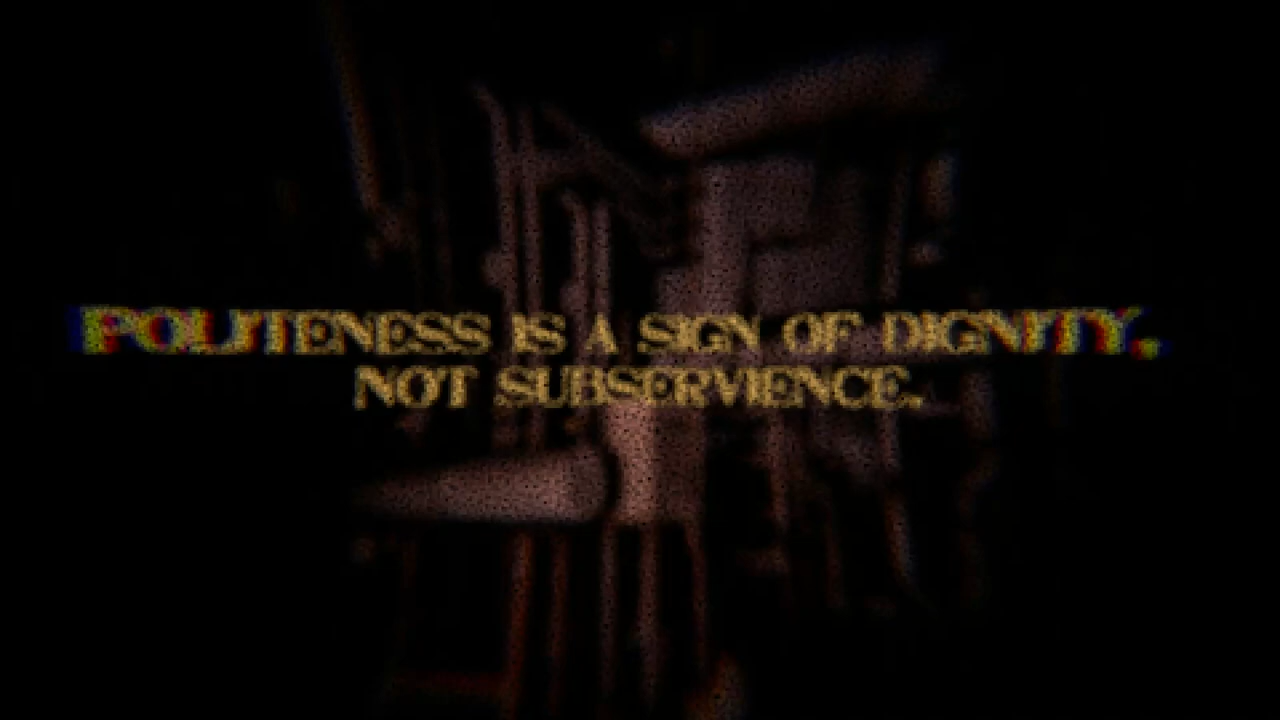 POLITENESS IS A SIGN OF DIGNITY.
NOT SUBSERVIENCE.